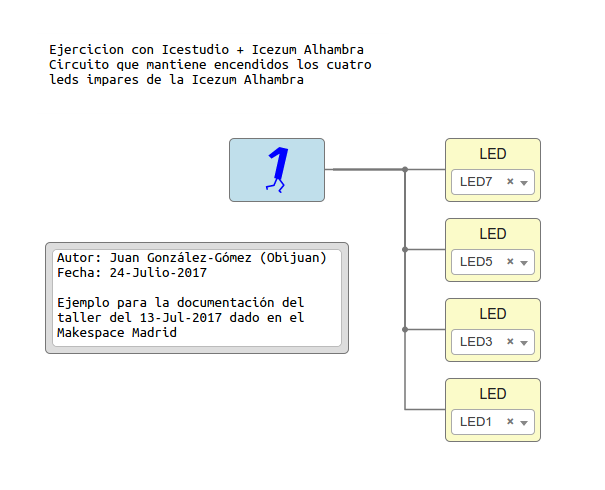 Ejercicion con Icestudio + Icezum Alhambra
Circuito que mantiene encendidos los cuatro
leds impares de la Icezum Alhambra
1
LED
LED7 × ▾
LED
LED5 × ▾
LED
LED3 × ▾
LED
LED1 × ▾
Autor: Juan González-Gómez (Obijuan)
Fecha: 24-Julio-2017
Ejemplo para la documentación del
taller del 13-Jul-2017 dado en el
Makespace Madrid